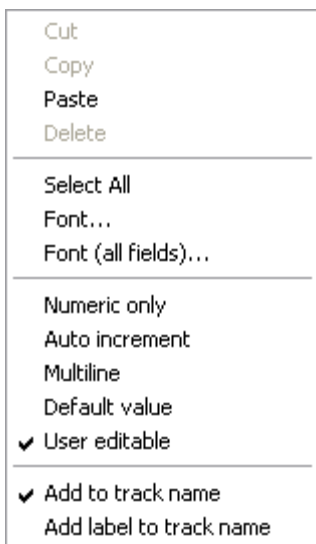 Cut
Copy
Paste
Delete
Select All
Font...
Font (all fields)...
Numeric only
Auto increment
Multiline
Default value
User editable
Add to track name
Add label to track name